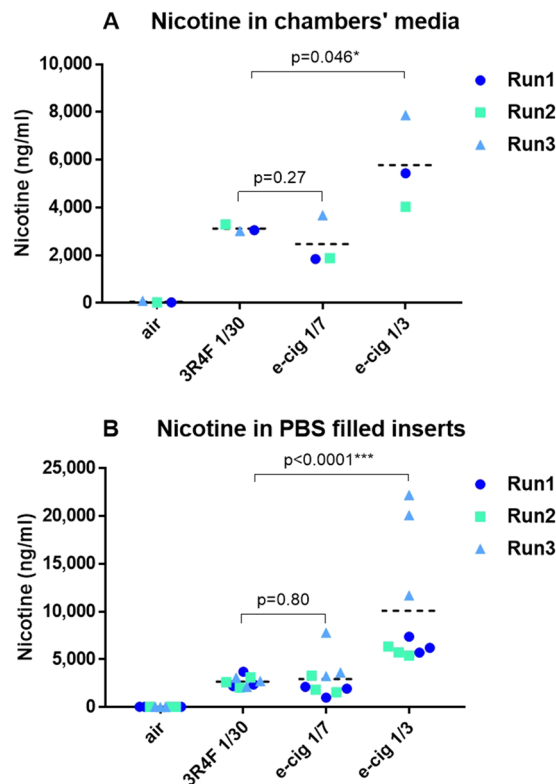 A Nicotine in chambers' media
Nicotine (ng/ml)
10,000
8,000
6,000
4,000
2,000
0
p=0.046*
p=0.27
Run1
Run2
Run3
air
3R4F 1/30
e-cig 1/7
e-cig 1/3
B Nicotine in PBS filled inserts
Nicotine (ng/ml)
25,000
20,000
15,000
10,000
5,000
0
p<0.0001***
p=0.80
Run1
Run2
Run3
air
3R4F 1/30
e-cig 1/7
e-cig 1/3